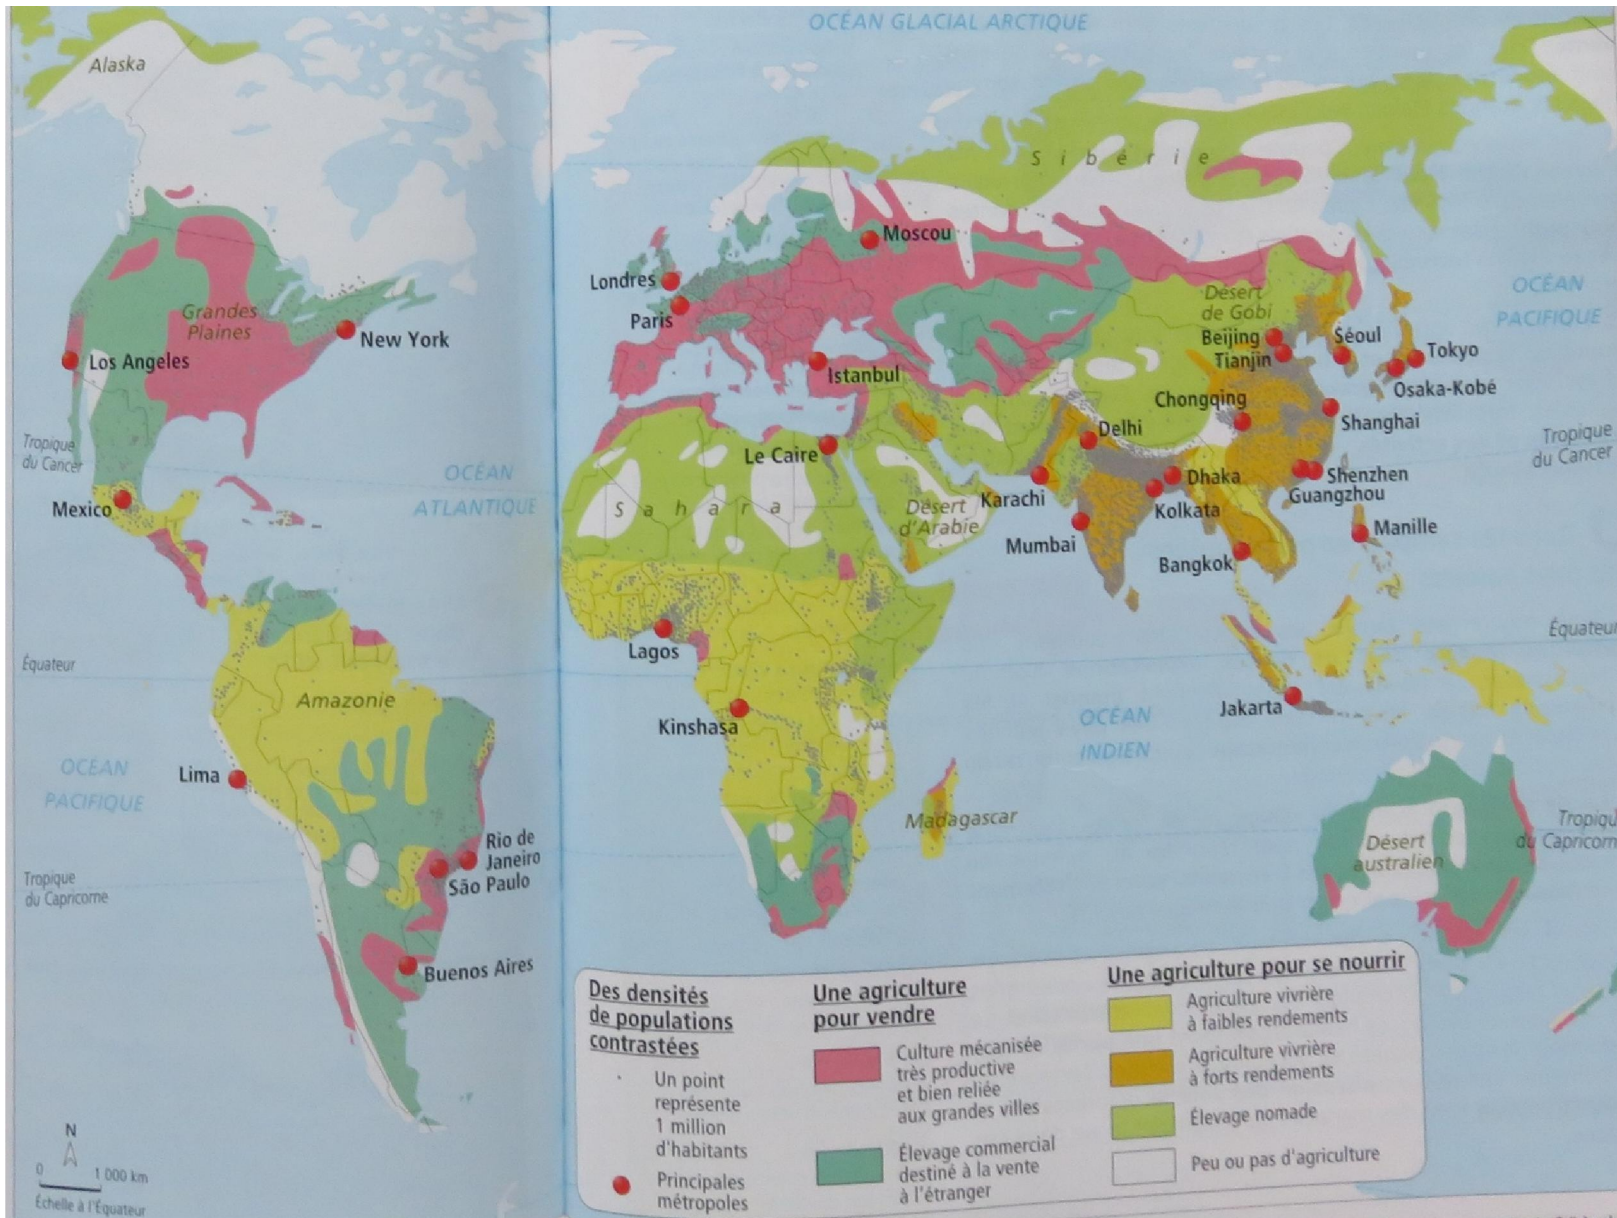 OCÉAN GLACIAL ARCTIQUE
Alaska
Sibérie
Moscou
Londres
Paris
Grandes
Plaines
New York
Los Angeles
Istanbul
Désert
de Gobi
Beijing
Tianjin
Séoul
Tokyo
Osaka-Kobé
Chongqing
Shanghai
Delhi
OCÉAN
PACIFIQUE
Tropique
du Cancer
Tropique
du Cancer
Le Caire
OCÉAN
ATLANTIQUE
Mexico
Sahara
Désert
d'Arabie
Karachi
Dhaka
Kolkata
Shenzhen
Guangzhou
Mumbai
Manille
Bangkok
Équateur
Équateur
Lagos
Amazonie
Kinshasa
Jakarta
OCÉAN
INDIEN
OCÉAN
PACIFIQUE
Lima
Madagascar
Rio de
Janeiro
São Paulo
Désert
australien
Tropiqu
du Capricorn
Tropique
du Capricorne
Buenos Aires
Des densités
de populations
contrastées
Un point
représente
1 million
d'habitants
Principales
métropoles
Une agriculture
pour vendre
Culture mécanisée
très productive
et bien reliée
aux grandes villes
Élevage commercial
destiné à la vente
à l'étranger
Une agriculture pour se nourrir
Agriculture vivrière
à faibles rendements
Agriculture vivrière
à forts rendements
Élevage nomade
Peu ou pas d'agriculture
N
0 1 000 km
Échelle à l'Équateur